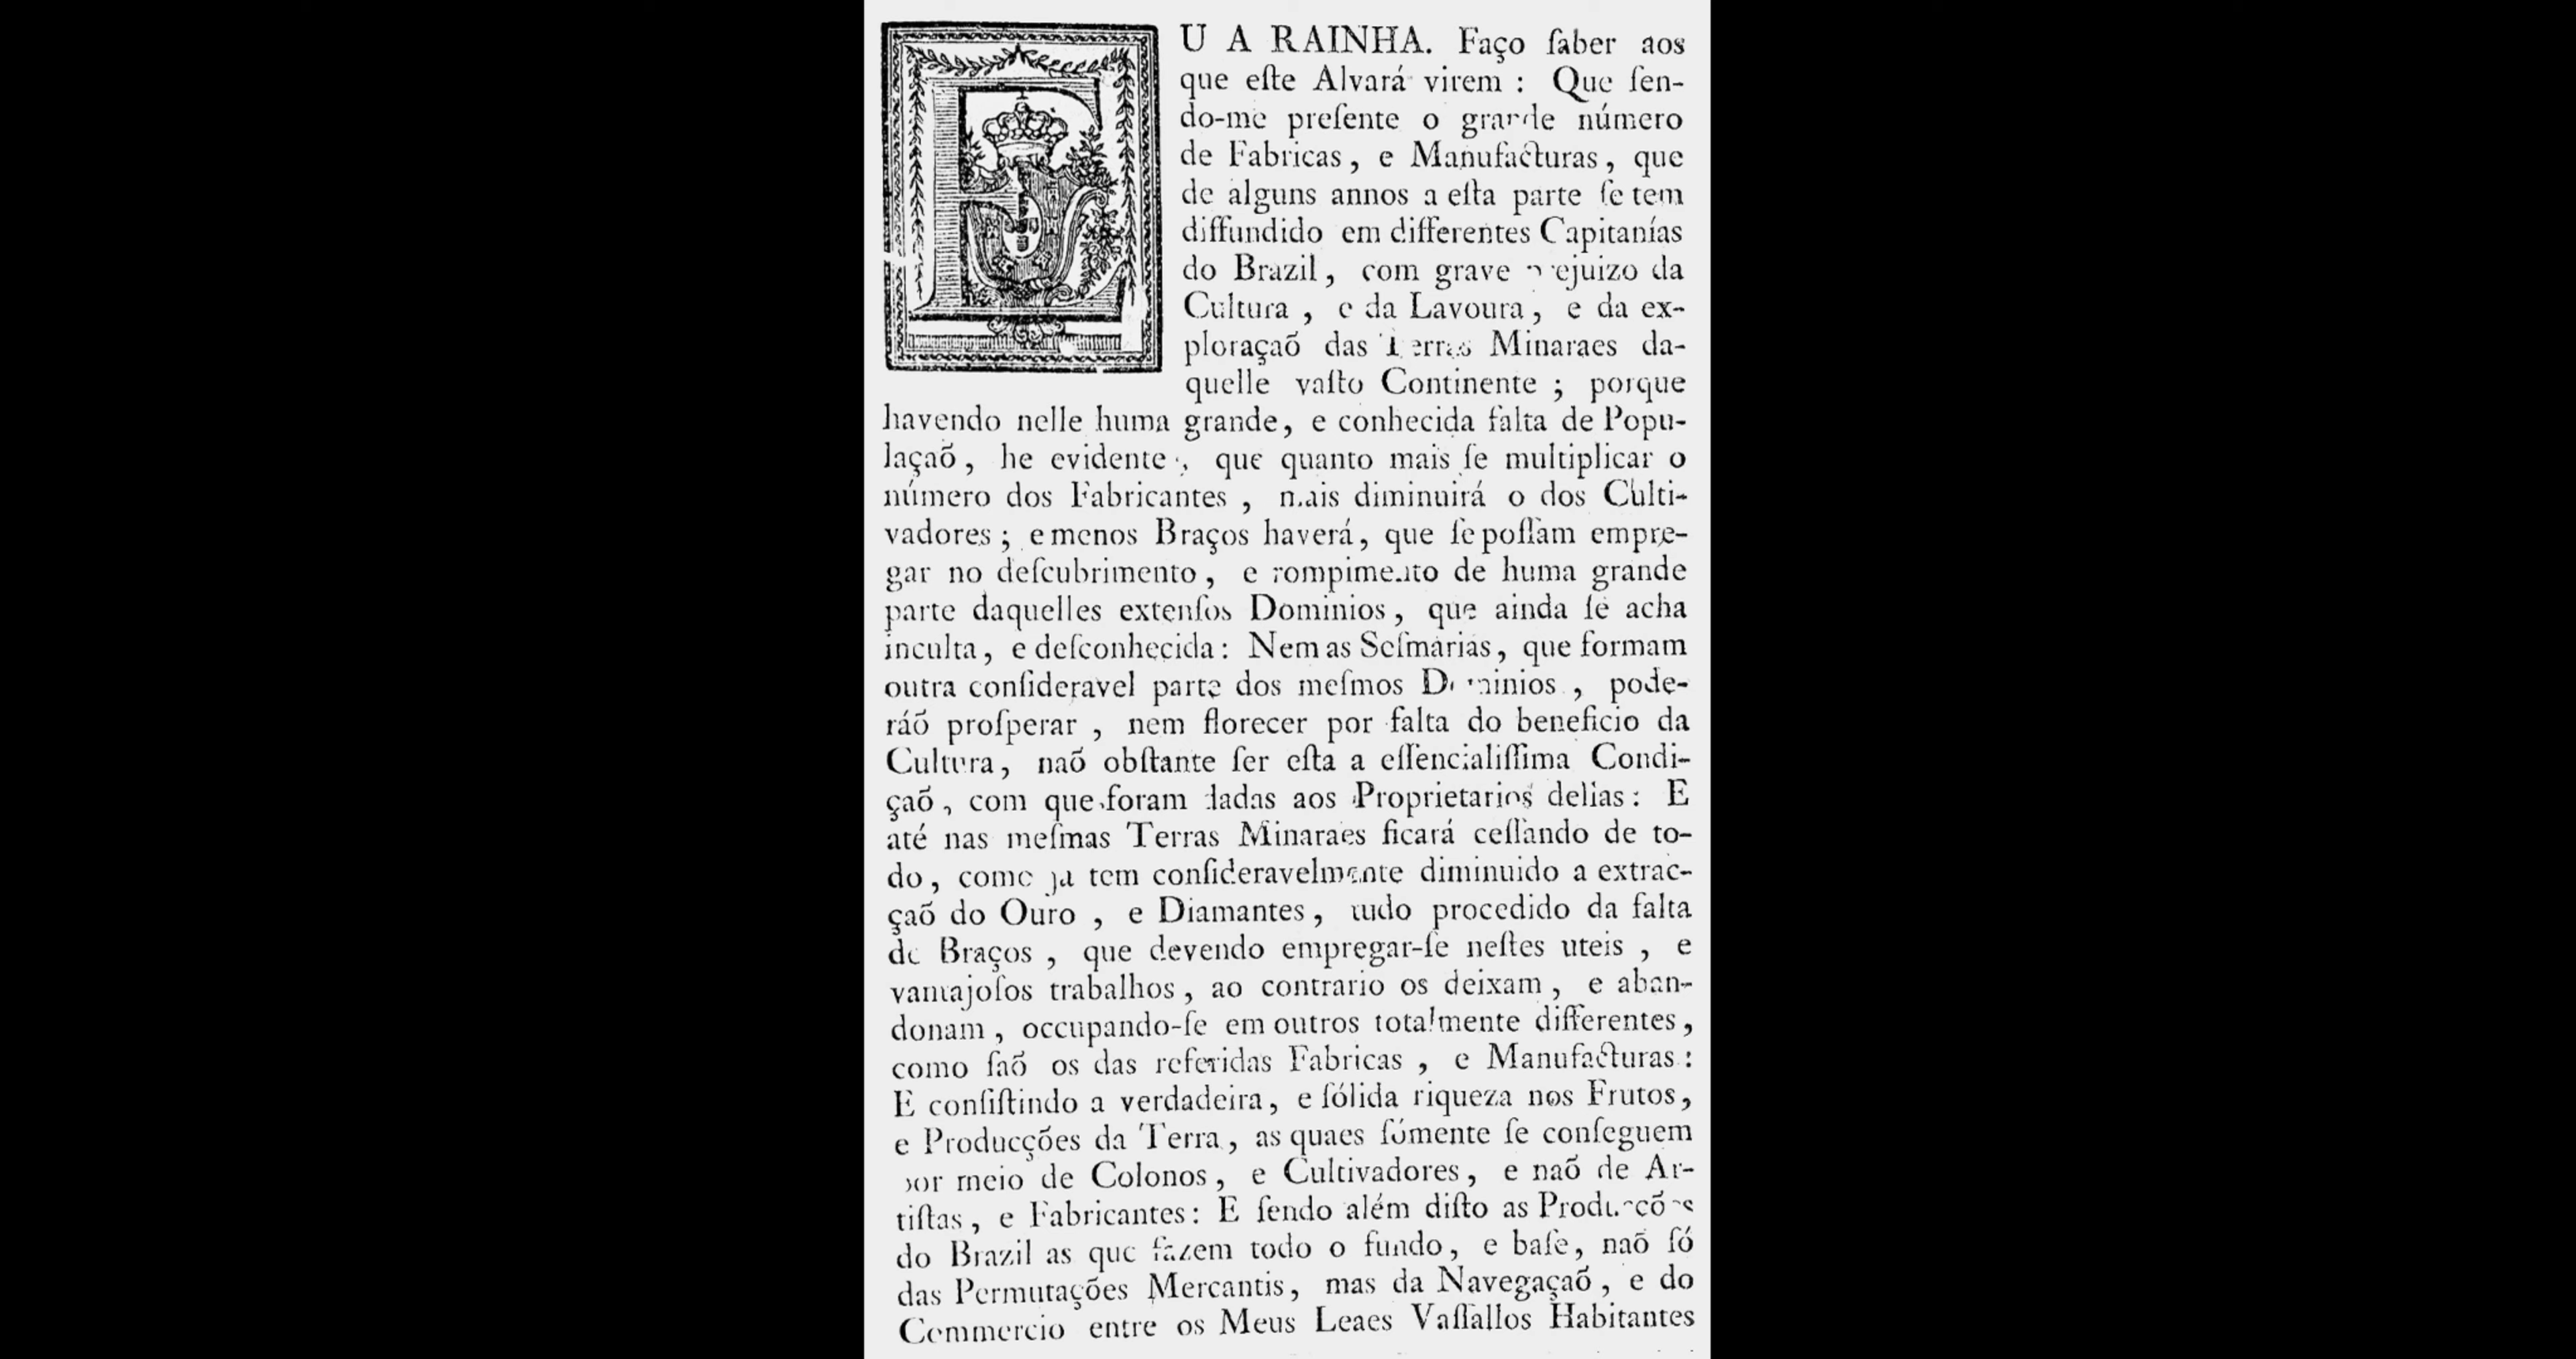 EU A RAINHA. Faço ſaber aos
que eſte Alvará virem : Que ſen-
do-me preſente o grande número
de Fabricas, e Manufacturas, que
de alguns annos a eſta parte ſe tem
diffundido em differentes Capitanías
do Brazil, com grave prejuizo da
Cultura, e da Lavoura, e da ex-
ploraçaõ das Terras Minaraes da-
quelle vaſto Continente ; porque
havendo nelle huma grande, e conhecida falta de Popu-
laçaõ, he evidente, que quanto mais ſe multiplicar o
número dos Fabricantes, mais diminuirá o dos Culti-
vadores ; e menos Braços haverá, que ſe poſſam empre-
gar no deſcubrimento, e rompimento de huma grande
parte daquelles extenſos Dominios, que ainda ſe acha
inculta, e deſconhecida: Nem as Seſmarias, que formam
outra conſideravel parte dos meſmos Dominios, pode-
ráõ proſperar, nem florecer por falta do beneficio da
Cultura, naõ obſtante ſer eſta a eſſencialiſſima Condi-
çaõ, com que foram dadas aos Proprietarios dellas: E
até nas meſmas Terras Minaraes ficará ceſſando de to-
do, como ja tem conſideravelmente diminuido a extrac-
çaõ do Ouro, e Diamantes, tudo procedido da falta
de Braços, que devendo empregar-ſe neſtes uteis, e
vantajoſos trabalhos, ao contrario os deixam, e aban-
donam, occupando-ſe em outros totalmente differentes,
como ſaõ os das referidas Fabricas, e Manufacturas:
E conſiſtindo a verdadeira, e ſólida riqueza nos Frutos,
e Producções da Terra, as quaes ſómente ſe conſeguem
por meio de Colonos, e Cultivadores, e naõ de Ar-
tiſtas, e Fabricantes: E ſendo além diſto as Producções
do Brazil as que fazem todo o fundo, e baſe, naõ ſó
das Permutações Mercantis, mas da Navegaçaõ, e do
Commercio entre os Meus Leaes Vaſſallos Habitantes